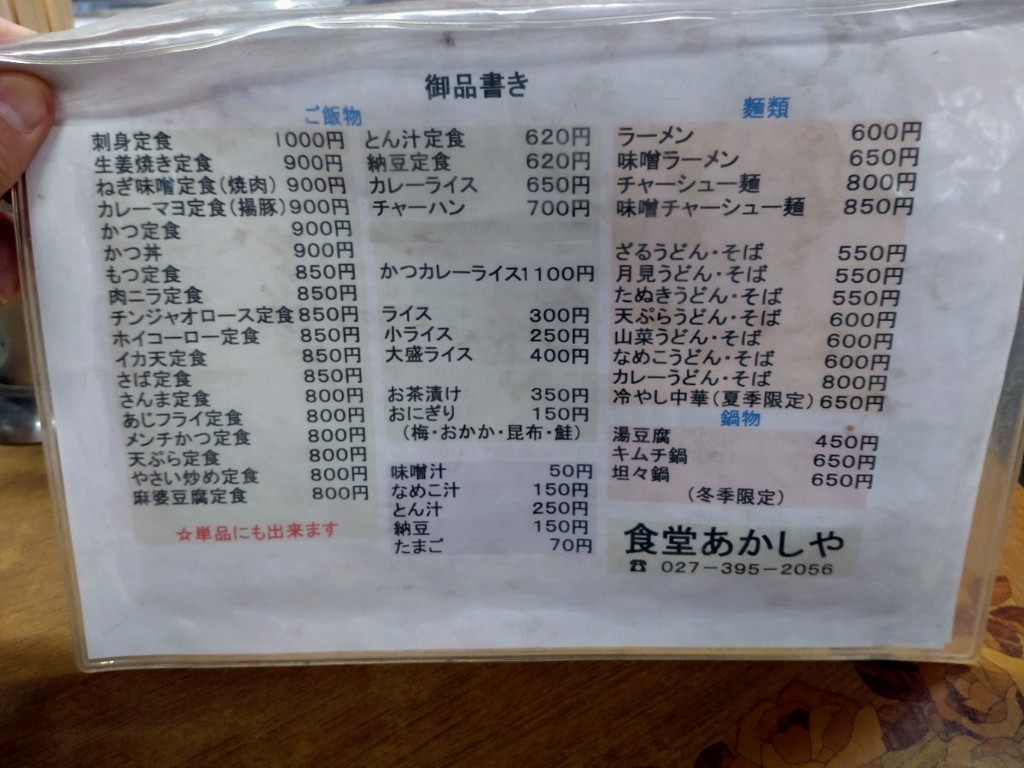 御品書き
ご飯物
刺身定食 1000円
生姜焼き定食 900円
ねぎ味噌定食(焼肉) 900円
カレーマヨ定食(揚豚) 900円
かつ定食 900円
かつ丼 900円
もつ定食 850円
肉ニラ定食 850円
チンジャオロース定食 850円
ホイコーロー定食 850円
イカ天定食 850円
さば定食 850円
さんま定食 800円
あじフライ定食 800円
メンチかつ定食 800円
天ぷら定食 800円
やさい炒め定食 800円
麻婆豆腐定食 800円
☆単品にも出来ます
とん汁定食 620円
納豆定食 620円
カレーライス 650円
チャーハン 700円
かつカレーライス1100円
ライス 300円
小ライス 250円
大盛ライス 400円
お茶漬け 350円
おにぎり 150円
(梅・おかか・昆布・鮭)
味噌汁 50円
なめこ汁 150円
とん汁 250円
納豆 150円
たまご 70円
麺類
ラーメン 600円
味噌ラーメン 650円
チャーシュー麺 800円
味噌チャーシュー麺 850円
ざるうどん・そば 550円
月見うどん・そば 550円
たぬきうどん・そば 550円
天ぷらうどん・そば 600円
山菜うどん・そば 600円
なめこうどん・そば 600円
カレーうどん・そば 800円
冷やし中華(夏季限定) 650円
鍋物
湯豆腐 450円
キムチ鍋 650円
坦々鍋 650円
(冬季限定)
食堂あかしや
☎ 027-395-2056